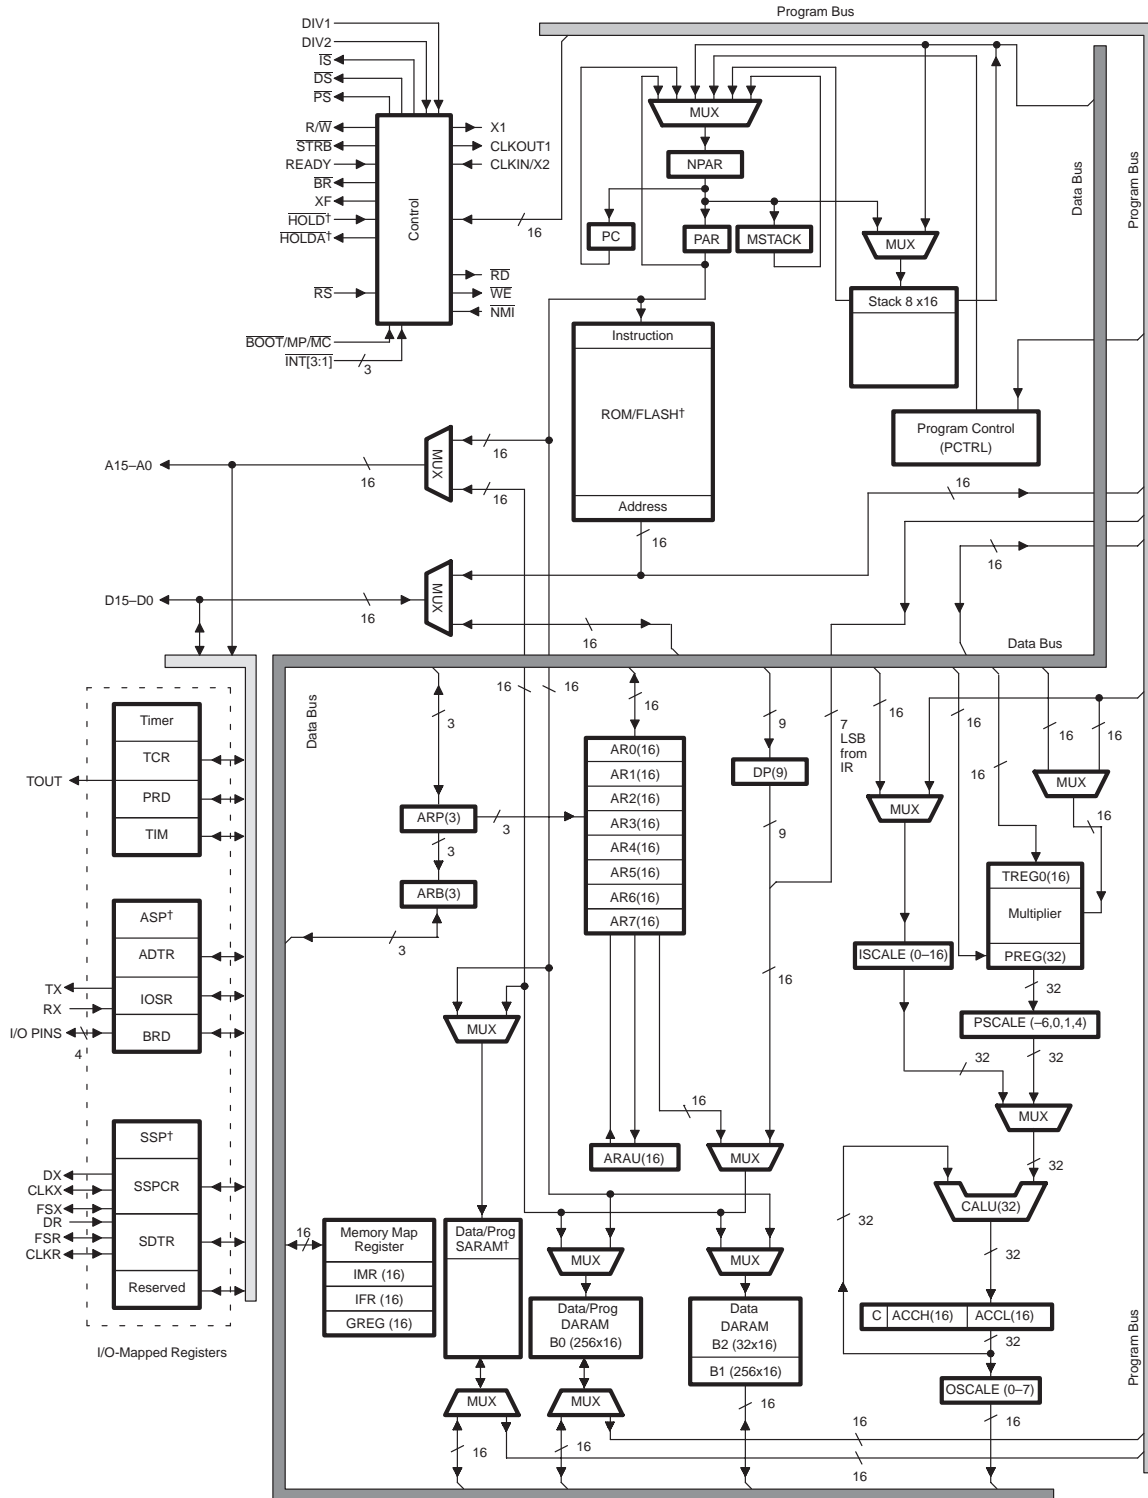 Program Bus
DIV1
DIV2
IS
DS
PS
R/W
STRB
READY
BR
XF
HOLD†
HOLDA†
RS
BOOT/MP/MC
INT[3:1]
3
Control
X1
CLKOUT1
CLKIN/X2
16
RD
WE
NMI
MUX
NPAR
PC
PAR
MSTACK
MUX
Stack 8 x16
Data Bus
Program Bus
Instruction
ROM/FLASH†
Address
16
Program Control
(PCTRL)
A15–A0
16
MUX
16
16
16
16
D15–D0
16
MUX
16
Data Bus
Data Bus
Timer
TCR
PRD
TIM
TOUT
ASP†
ADTR
IOSR
BRD
TX
RX
I/O PINS
4
SSP†
SSPCR
SDTR
Reserved
DX
CLKX
FSX
DR
FSR
CLKR
I/O-Mapped Registers
3
16
16
16
9
7
LSB
from
IR
16
16
16
16
16
ARP(3)
3
3
ARB(3)
3
AR0(16)
AR1(16)
AR2(16)
AR3(16)
AR4(16)
AR5(16)
AR6(16)
AR7(16)
DP(9)
9
16
MUX
MUX
16
TREG0(16)
Multiplier
PREG(32)
ISCALE (0–16)
32
PSCALE (–6,0,1,4)
32
32
MUX
32
MUX
ARAU(16)
16
MUX
CALU(32)
32
32
16
Memory Map
Register
IMR (16)
IFR (16)
GREG (16)
Data/Prog
SARAM†
MUX
Data/Prog
DARAM
B0 (256x16)
MUX
Data
DARAM
B2 (32x16)
B1 (256x16)
C
ACCH(16)
ACCL(16)
32
OSCALE (0–7)
16
MUX
MUX
16
16
16
16
16
Program Bus